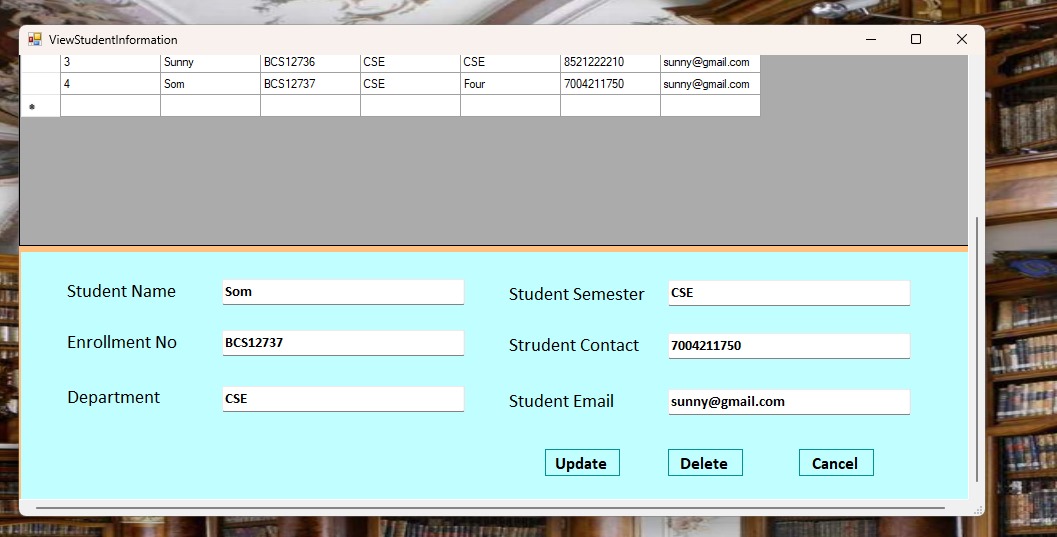 ViewStudentInformation
3 Sunny BCS12736 CSE CSE 8521222210 sunny@gmail.com
4 Som BCS12737 CSE Four 7004211750 sunny@gmail.com
*
Student Name Som Student Semester CSE
Enrollment No BCS12737 Strudent Contact 7004211750
Department CSE Student Email sunny@gmail.com
Update Delete Cancel